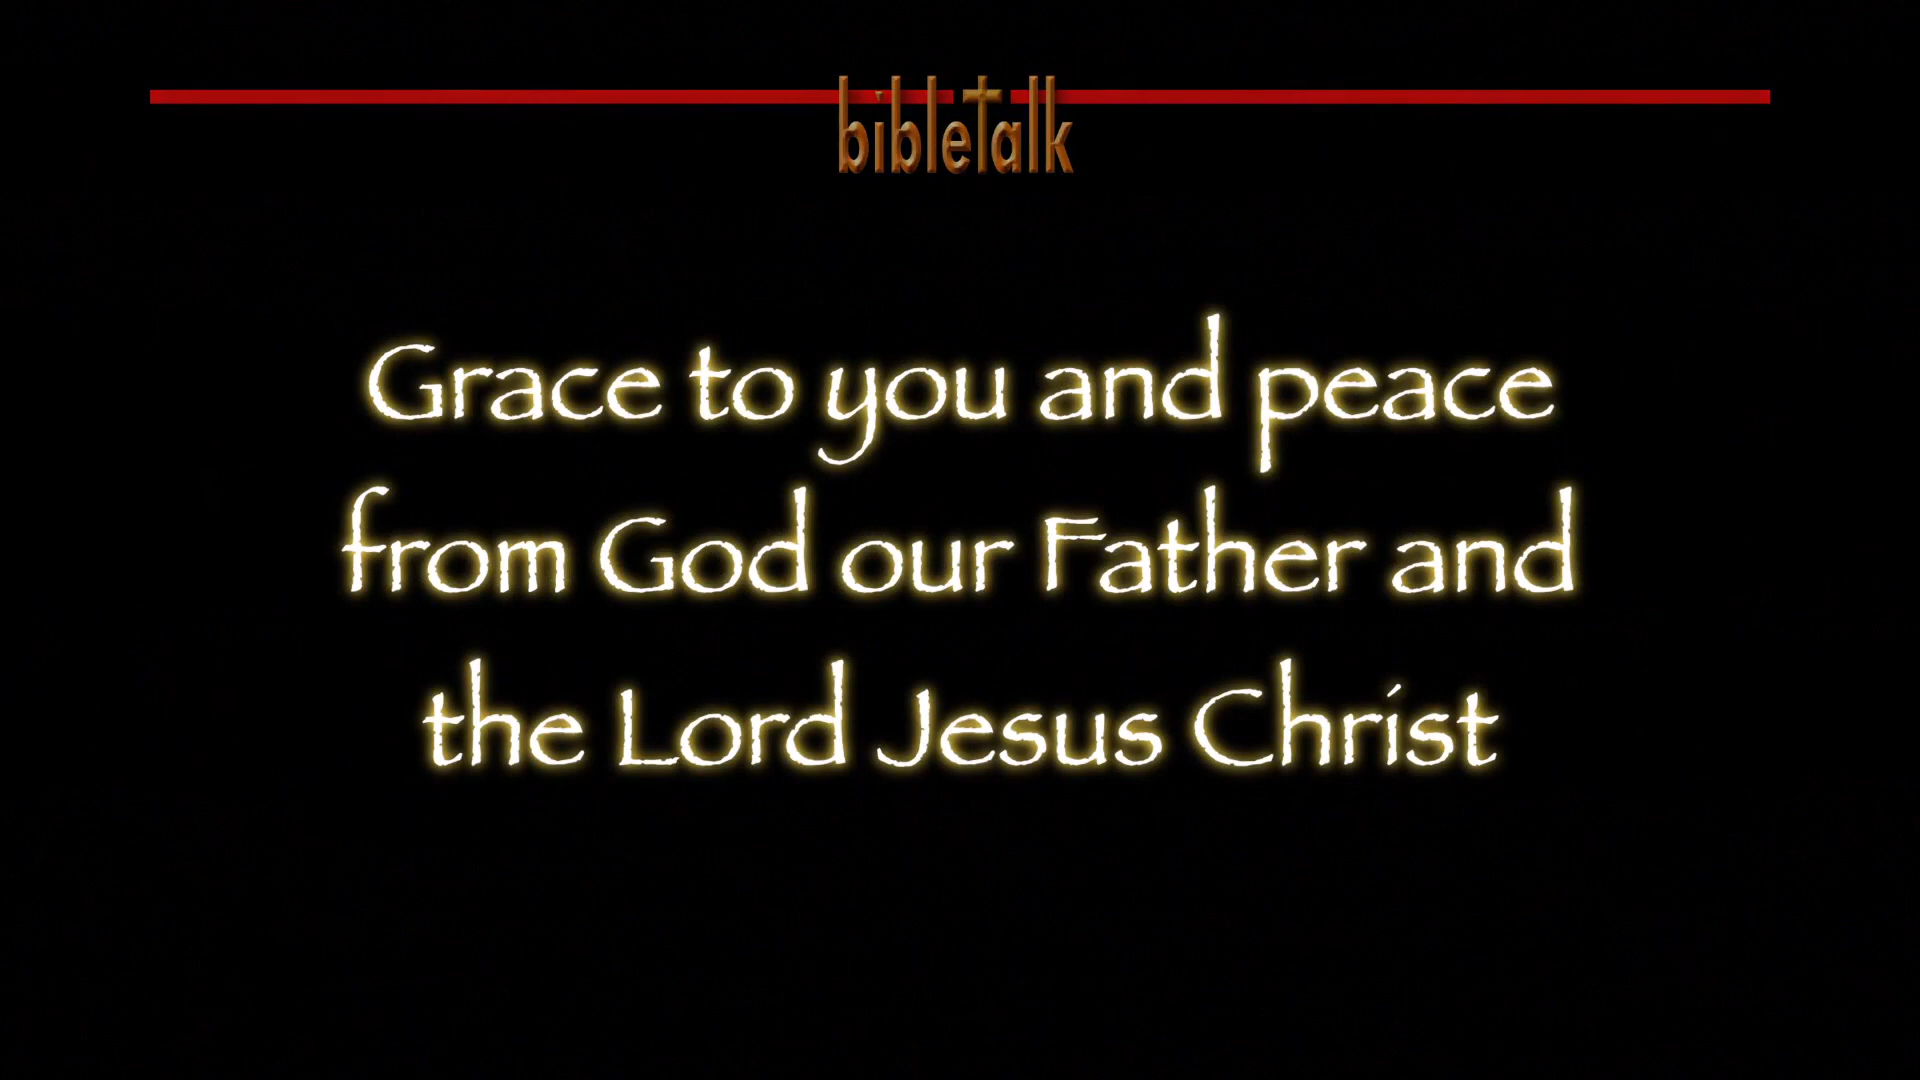 bibleTalk
Grace to you and peace
from God our Father and
the Lord Jesus Christ